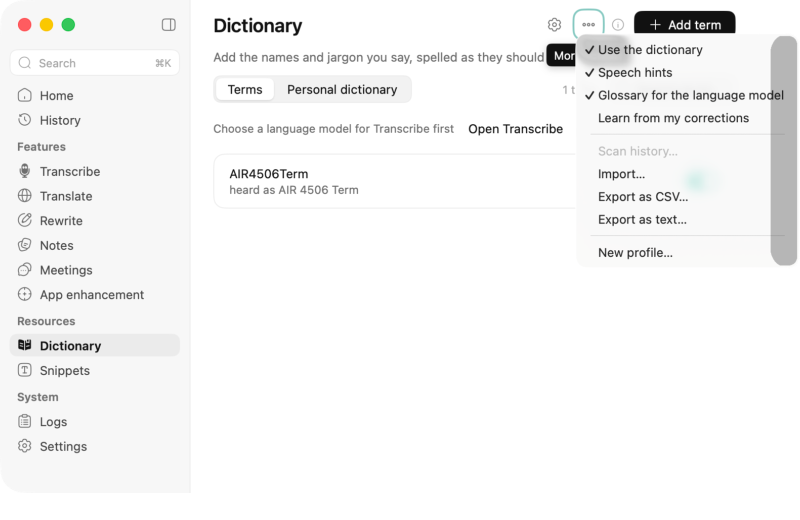 Dictionary
Add term
Search ⌘K
Add the names and jargon you say, spelled as they should
Home
History
Features
Transcribe
Translate
Rewrite
Notes
Meetings
App enhancement
Resources
Dictionary
Snippets
System
Logs
Settings
Terms
Personal dictionary
Choose a language model for Transcribe first
Open Transcribe
AIR4506Term
heard as AIR 4506 Term
Use the dictionary
Speech hints
Glossary for the language model
Learn from my corrections
Scan history...
Import...
Export as CSV...
Export as text...
New profile...